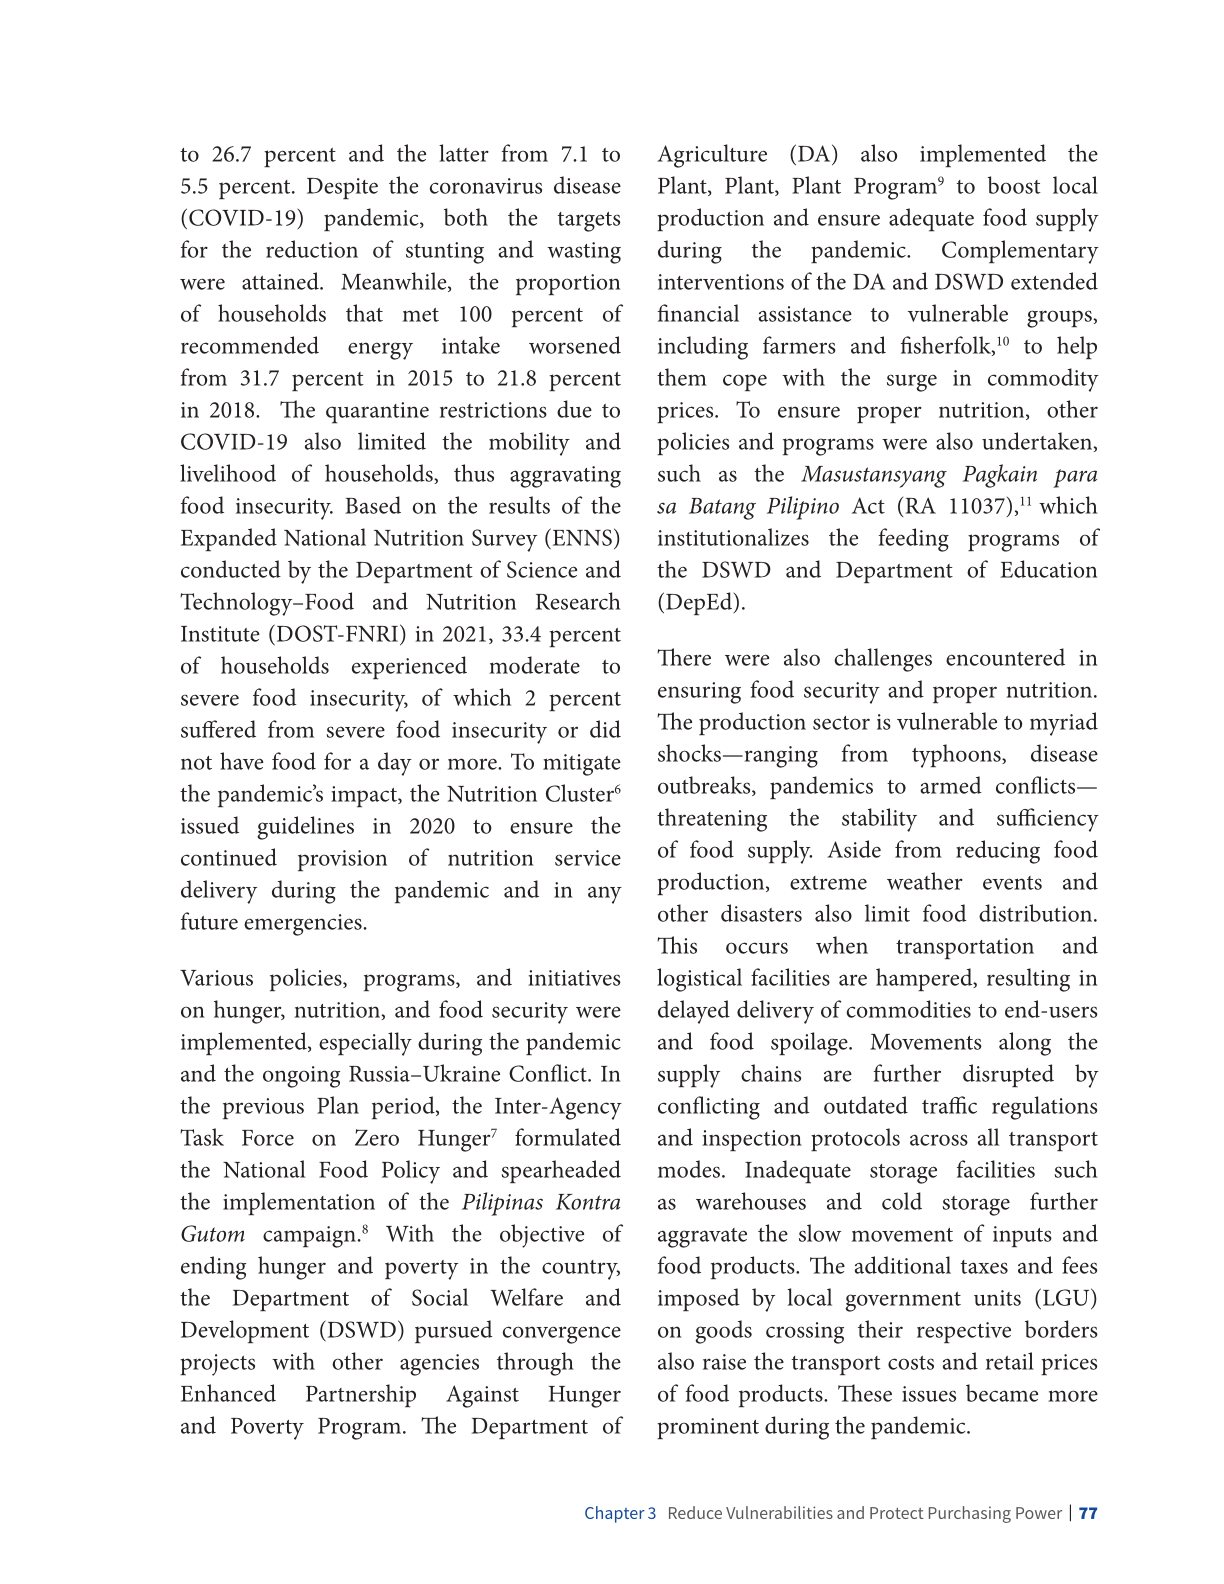 to 26.7 percent and the latter from 7.1 to
5.5 percent. Despite the coronavirus disease
(COVID-19) pandemic, both the targets
for the reduction of stunting and wasting
were attained. Meanwhile, the proportion
of households that met 100 percent of
recommended energy intake worsened
from 31.7 percent in 2015 to 21.8 percent
in 2018. The quarantine restrictions due to
COVID-19 also limited the mobility and
livelihood of households, thus aggravating
food insecurity. Based on the results of the
Expanded National Nutrition Survey (ENNS)
conducted by the Department of Science and
Technology–Food and Nutrition Research
Institute (DOST-FNRI) in 2021, 33.4 percent
of households experienced moderate to
severe food insecurity, of which 2 percent
suffered from severe food insecurity or did
not have food for a day or more. To mitigate
the pandemic’s impact, the Nutrition Cluster⁶
issued guidelines in 2020 to ensure the
continued provision of nutrition service
delivery during the pandemic and in any
future emergencies.
Various policies, programs, and initiatives
on hunger, nutrition, and food security were
implemented, especially during the pandemic
and the ongoing Russia–Ukraine Conflict. In
the previous Plan period, the Inter-Agency
Task Force on Zero Hunger⁷ formulated
the National Food Policy and spearheaded
the implementation of the Pilipinas Kontra
Gutom campaign.⁸ With the objective of
ending hunger and poverty in the country,
the Department of Social Welfare and
Development (DSWD) pursued convergence
projects with other agencies through the
Enhanced Partnership Against Hunger
and Poverty Program. The Department of
Agriculture (DA) also implemented the
Plant, Plant, Plant Program⁹ to boost local
production and ensure adequate food supply
during the pandemic. Complementary
interventions of the DA and DSWD extended
financial assistance to vulnerable groups,
including farmers and fisherfolk,¹⁰ to help
them cope with the surge in commodity
prices. To ensure proper nutrition, other
policies and programs were also undertaken,
such as the Masustansyang Pagkain para
sa Batang Pilipino Act (RA 11037),¹¹ which
institutionalizes the feeding programs of
the DSWD and Department of Education
(DepEd).
There were also challenges encountered in
ensuring food security and proper nutrition.
The production sector is vulnerable to myriad
shocks—ranging from typhoons, disease
outbreaks, pandemics to armed conflicts—
threatening the stability and sufficiency
of food supply. Aside from reducing food
production, extreme weather events and
other disasters also limit food distribution.
This occurs when transportation and
logistical facilities are hampered, resulting in
delayed delivery of commodities to end-users
and food spoilage. Movements along the
supply chains are further disrupted by
conflicting and outdated traffic regulations
and inspection protocols across all transport
modes. Inadequate storage facilities such
as warehouses and cold storage further
aggravate the slow movement of inputs and
food products. The additional taxes and fees
imposed by local government units (LGU)
on goods crossing their respective borders
also raise the transport costs and retail prices
of food products. These issues became more
prominent during the pandemic.
Chapter 3 Reduce Vulnerabilities and Protect Purchasing Power | 77